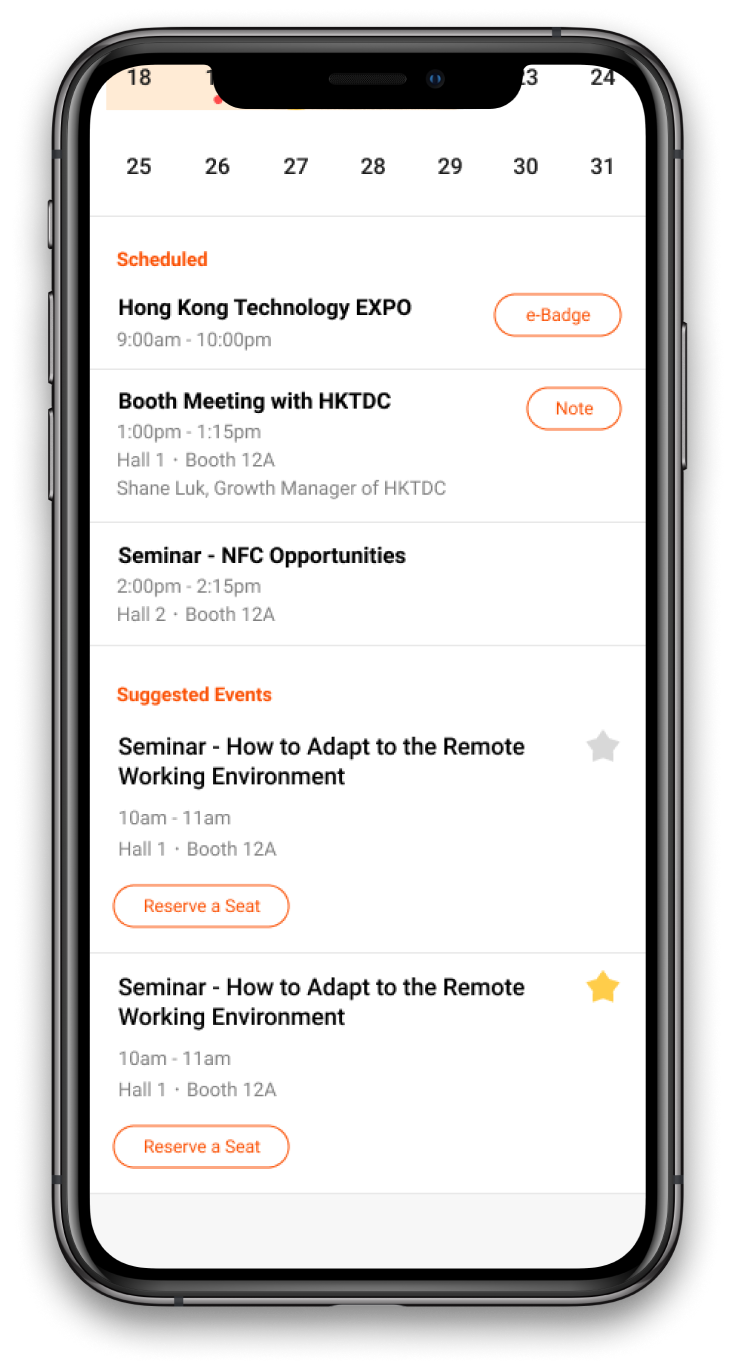 18 23 24
25 26 27 28 29 30 31
Scheduled
Hong Kong Technology EXPO
e-Badge
9:00am - 10:00pm
Booth Meeting with HKTDC
Note
1:00pm - 1:15pm
Hall 1 · Booth 12A
Shane Luk, Growth Manager of HKTDC
Seminar - NFC Opportunities
2:00pm - 2:15pm
Hall 2 · Booth 12A
Suggested Events
Seminar - How to Adapt to the Remote
Working Environment
10am - 11am
Hall 1 · Booth 12A
Reserve a Seat
Seminar - How to Adapt to the Remote
Working Environment
10am - 11am
Hall 1 · Booth 12A
Reserve a Seat